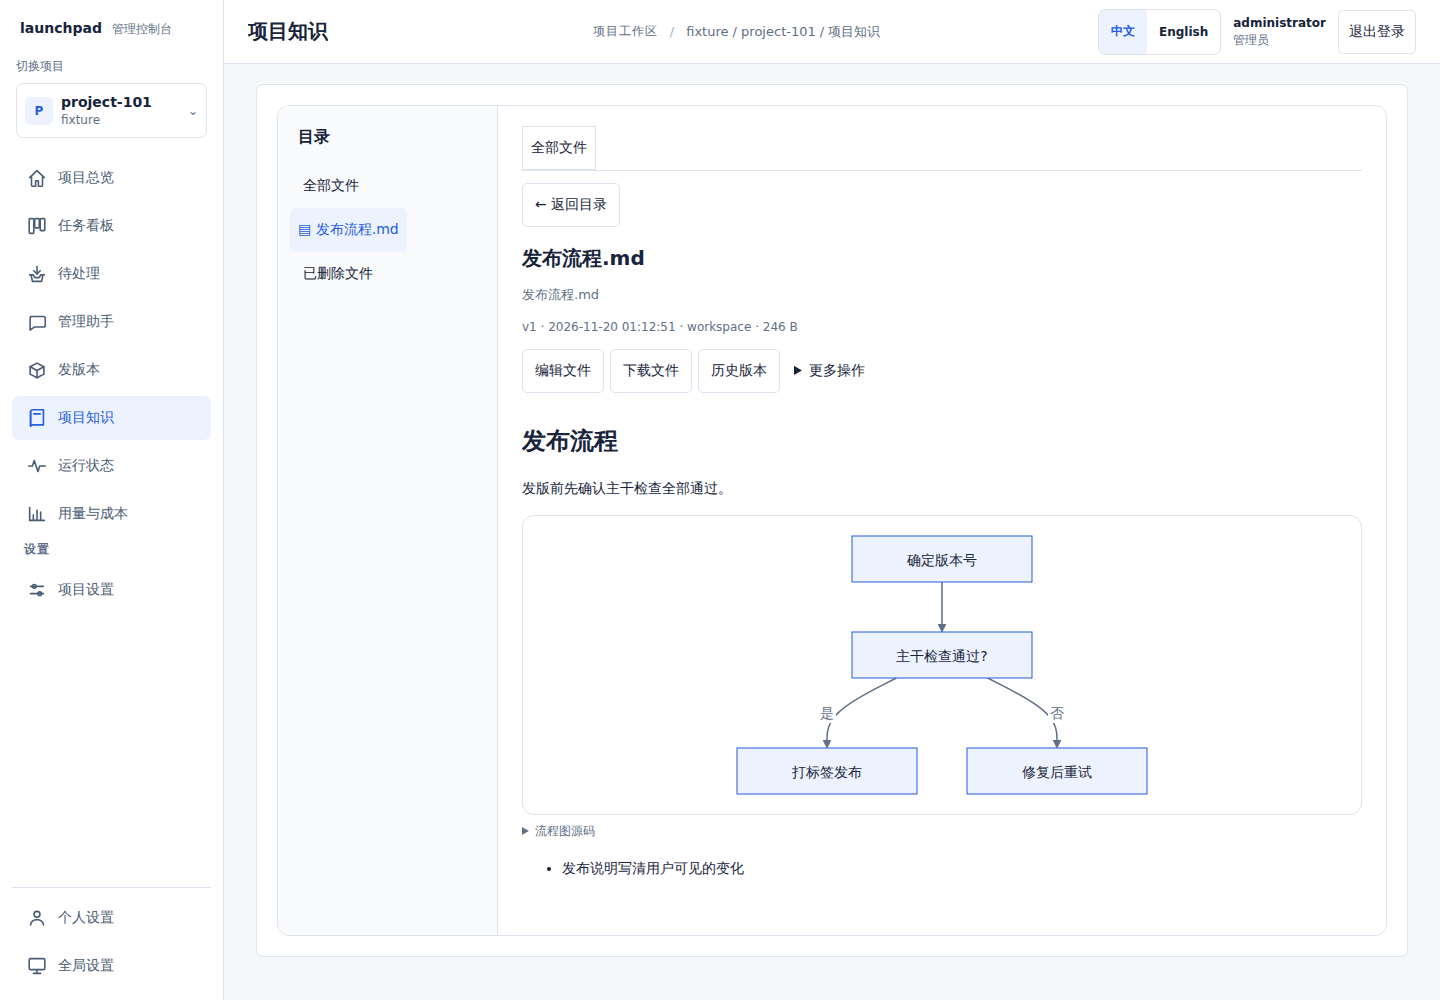 launchpad 管理控制台
切换项目
P project-101
fixture
项目总览
任务看板
待处理
管理助手
发版本
项目知识
运行状态
用量与成本
设置
项目设置
个人设置
全局设置
项目知识
项目工作区 / fixture / project-101 / 项目知识
中文 English
administrator
管理员
退出登录
目录
全部文件
发布流程.md
已删除文件
全部文件
← 返回目录
发布流程.md
发布流程.md
v1 · 2026-11-20 01:12:51 · workspace · 246 B
编辑文件 下载文件 历史版本 ▶ 更多操作
发布流程
发版前先确认主干检查全部通过。
确定版本号
主干检查通过?
是 否
打标签发布 修复后重试
▶ 流程图源码
• 发布说明写清用户可见的变化